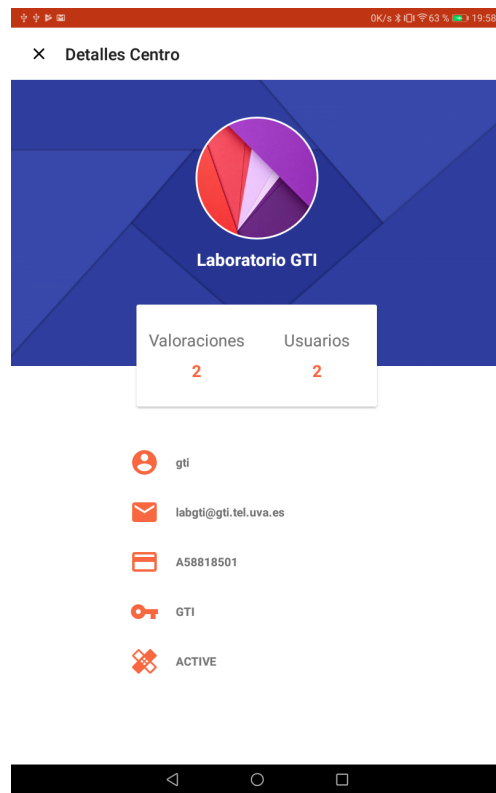 0K/s 63 % 19:58
Detalles Centro
Laboratorio GTI
Valoraciones Usuarios
2 2
gti
labgti@gti.tel.uva.es
A58818501
GTI
ACTIVE